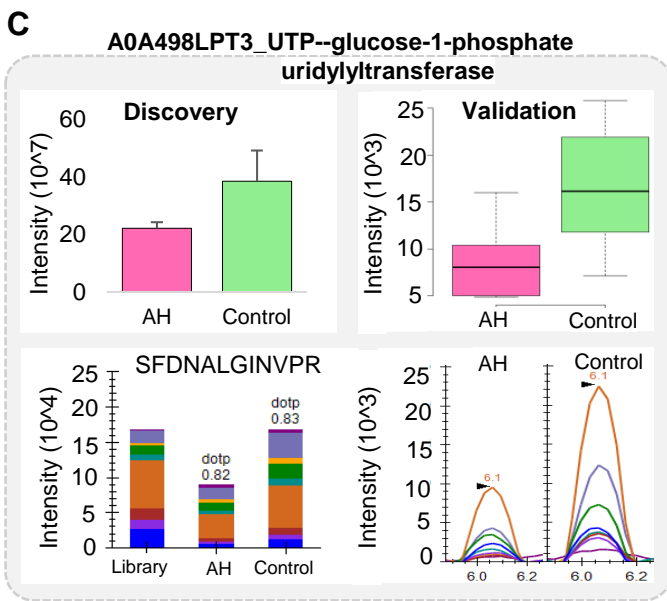 C
A0A498LPT3_UTP--glucose-1-phosphate
uridylyltransferase
Discovery
Intensity (10^7)
60
40
20
0
AH
Control
Validation
Intensity (10^3)
25
20
15
10
5
AH
Control
SFDNALGINVPR
Intensity (10^4)
25
20
15
10
5
0
dotp
0.82
dotp
0.83
Library
AH
Control
AH
Control
Intensity (10^3)
25
20
15
10
5
0
6.1
6.1
6.0
6.2
6.0
6.2